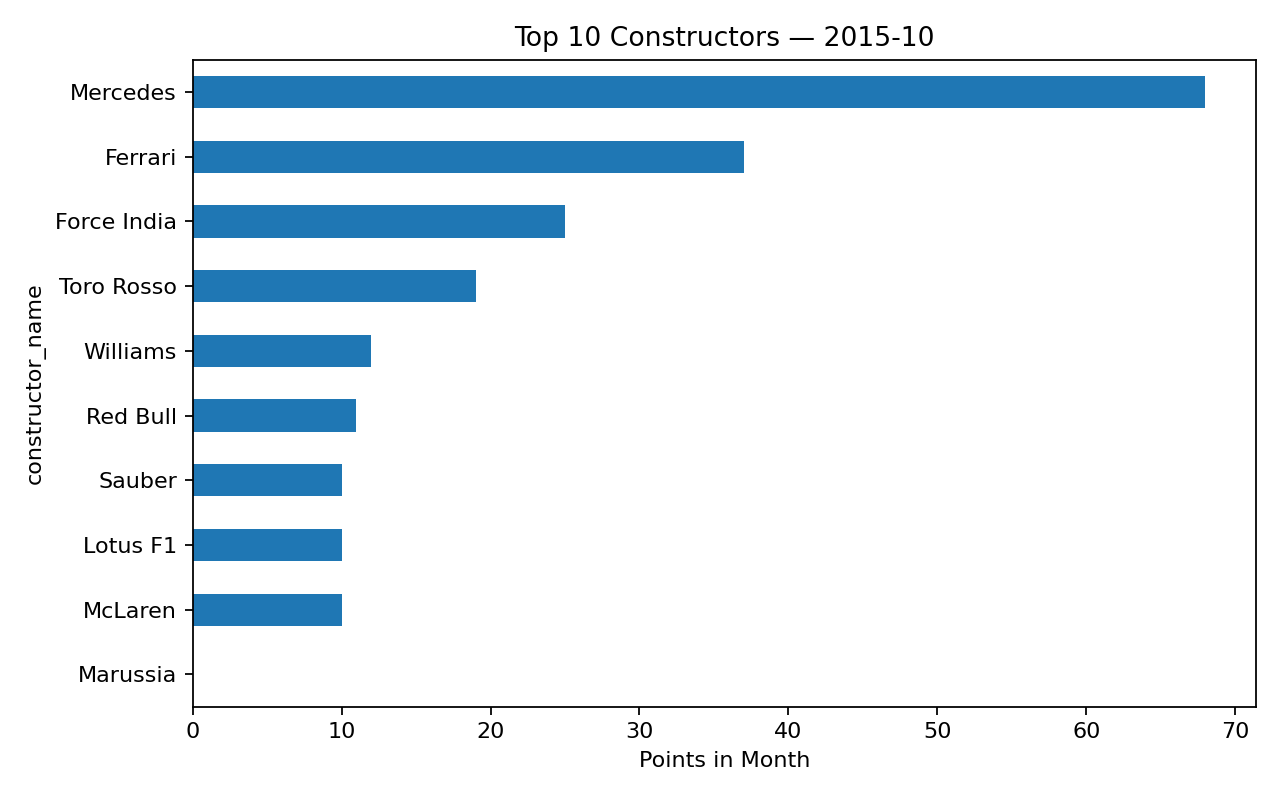 Top 10 Constructors — 2015-10
constructor_name
Mercedes
Ferrari
Force India
Toro Rosso
Williams
Red Bull
Sauber
Lotus F1
McLaren
Marussia
0 10 20 30 40 50 60 70
Points in Month